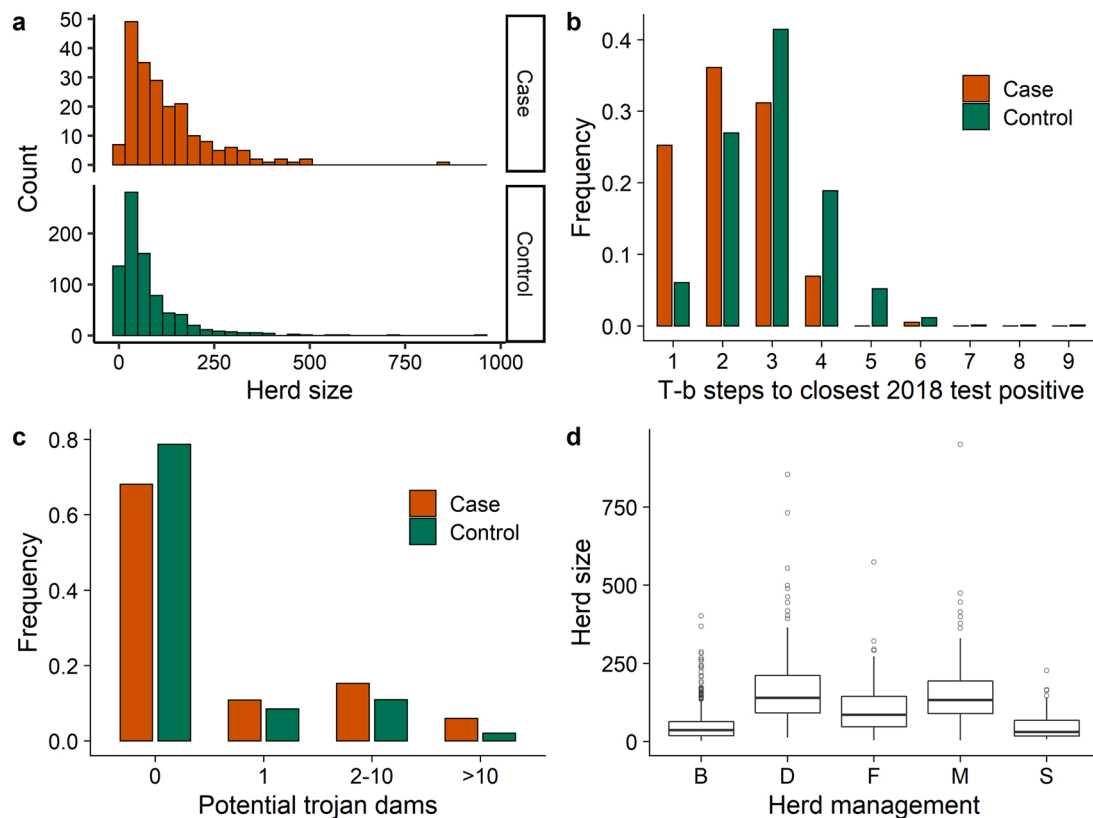 a
Count
50
40
30
20
10
0
Case
200
100
0
Control
0 250 500 750 1000
Herd size
b
Frequency
0.4
0.3
0.2
0.1
0.0
Case
Control
1 2 3 4 5 6 7 8 9
T-b steps to closest 2018 test positive
c
Frequency
0.8
0.6
0.4
0.2
0.0
Case
Control
0 1 2-10 >10
Potential trojan dams
d
Herd size
750
500
250
0
B D F M S
Herd management